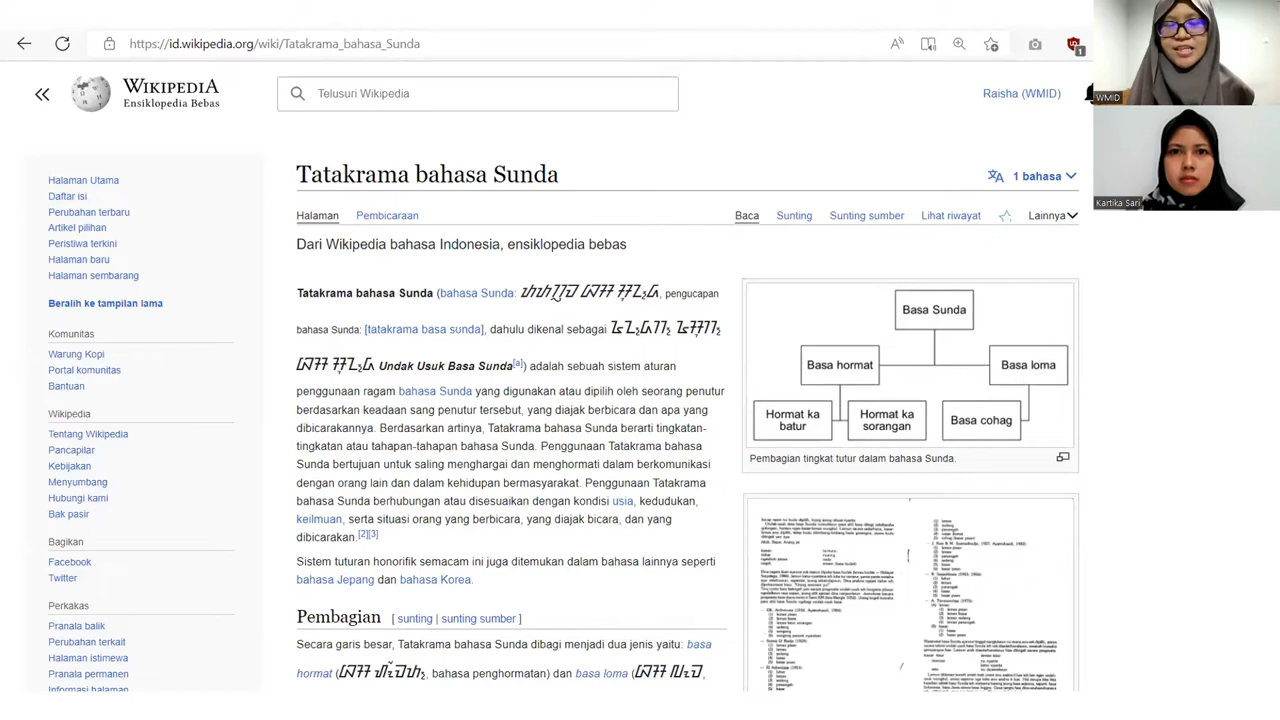 https://id.wikipedia.org/wiki/Tatakrama_bahasa_Sunda
1
WIKIPEDIA
Ensiklopedia Bebas
Telusuri Wikipedia
Raisha (WMID)
WMID
Kartika Sari
Halaman Utama
Daftar isi
Perubahan terbaru
Artikel pilihan
Peristiwa terkini
Halaman baru
Halaman sembarang
Beralih ke tampilan lama
Komunitas
Warung Kopi
Portal komunitas
Bantuan
Wikipedia
Tentang Wikipedia
Pancapilar
Kebijakan
Menyumbang
Hubungi kami
Bak pasir
Bagikan
Facebook
Twitter
Perkakas
Pranala balik
Perubahan terkait
Halaman istimewa
Pranala permanen
Informasi halaman
Tatakrama bahasa Sunda
1 bahasa
Halaman Pembicaraan
Baca Sunting Sunting sumber Lihat riwayat Lainnya
Dari Wikipedia bahasa Indonesia, ensiklopedia bebas
Tatakrama bahasa Sunda (bahasa Sunda: , pengucapan
bahasa Sunda: [tatakrama basa sunda], dahulu dikenal sebagai
Undak Usuk Basa Sunda[a]) adalah sebuah sistem aturan
penggunaan ragam bahasa Sunda yang digunakan atau dipilih oleh seorang penutur
berdasarkan keadaan sang penutur tersebut, yang diajak berbicara dan apa yang
dibicarakannya. Berdasarkan artinya, Tatakrama bahasa Sunda berarti tingkatan-
tingkatan atau tahapan-tahapan bahasa Sunda. Penggunaan Tatakrama bahasa
Sunda bertujuan untuk saling menghargai dan menghormati dalam berkomunikasi
dengan orang lain dan dalam kehidupan bermasyarakat. Penggunaan Tatakrama
bahasa Sunda berhubungan atau disesuaikan dengan kondisi usia, kedudukan,
keilmuan, serta situasi orang yang berbicara, yang diajak bicara, dan yang
dibicarakan.[2][3]
Sistem tuturan honorifik semacam ini juga ditemukan dalam bahasa lainnya seperti
bahasa Jepang dan bahasa Korea.
Pembagian [ sunting | sunting sumber ]
Secara garis besar, Tatakrama bahasa Sunda dibagi menjadi dua jenis yaitu: basa
hormat ( , bahasa penghormatan) dan basa loma ( ,
Basa Sunda
Basa hormat
Basa loma
Hormat ka
batur
Hormat ka
sorangan
Basa cohag
Pembagian tingkat tutur dalam bahasa Sunda.